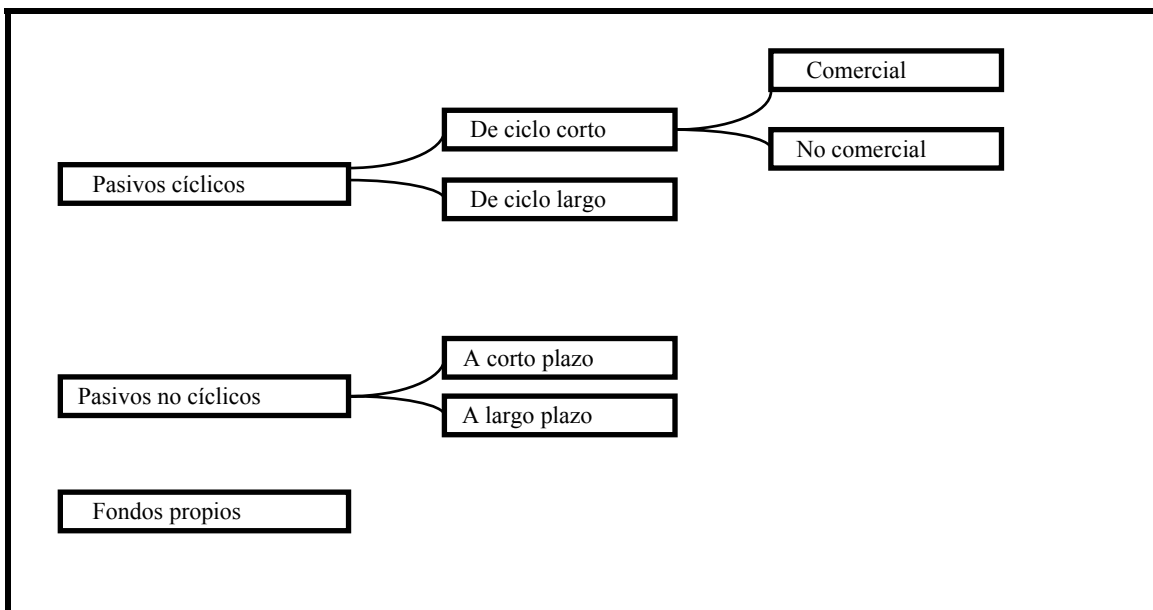 Comercial
De ciclo corto
No comercial
Pasivos cíclicos
De ciclo largo
A corto plazo
Pasivos no cíclicos
A largo plazo
Fondos propios